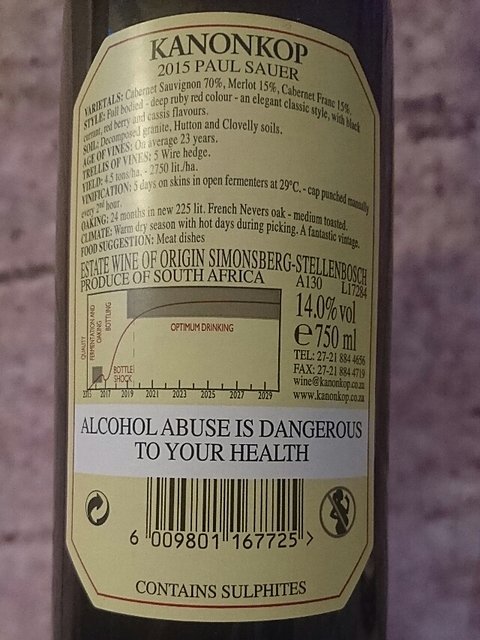 KANONKOP
2015 PAUL SAUER
VARIETALS: Cabernet Sauvignon 70%, Merlot 15%, Cabernet Franc 15%.
STYLE: Full bodied - deep ruby red colour - an elegant classic style, with black
currant, red berry and cassis flavours.
SOIL: Decomposed granite, Hutton and Clovelly soils.
AGE OF VINES: On average 23 years.
TRELLIS OF VINES: 5 Wire hedge.
YIELD: 4.5 tons/ha. - 2750 lit./ha.
VINIFICATION: 5 days on skins in open fermenters at 29°C. - cap punched manually
every 2nd hour.
OAKING: 24 months in new 225 lit. French Nevers oak - medium toasted.
CLIMATE: Warm dry season with hot days during picking. A fantastic vintage.
FOOD SUGGESTION: Meat dishes
ESTATE WINE OF ORIGIN SIMONSBERG-STELLENBOSCH
PRODUCE OF SOUTH AFRICA A130 L17284
QUALITY
FERMENTATION AND
OAKING
BOTTLING
OPTIMUM DRINKING
BOTTLE
SHOCK
2015 2017 2019 2021 2023 2025 2027 2029
14.0% vol
e 750 ml
TEL: 27-21 884 4656
FAX: 27-21 884 4719
wine@kanonkop.co.za
www.kanonkop.co.za
ALCOHOL ABUSE IS DANGEROUS
TO YOUR HEALTH
6 009801 167725 >
CONTAINS SULPHITES